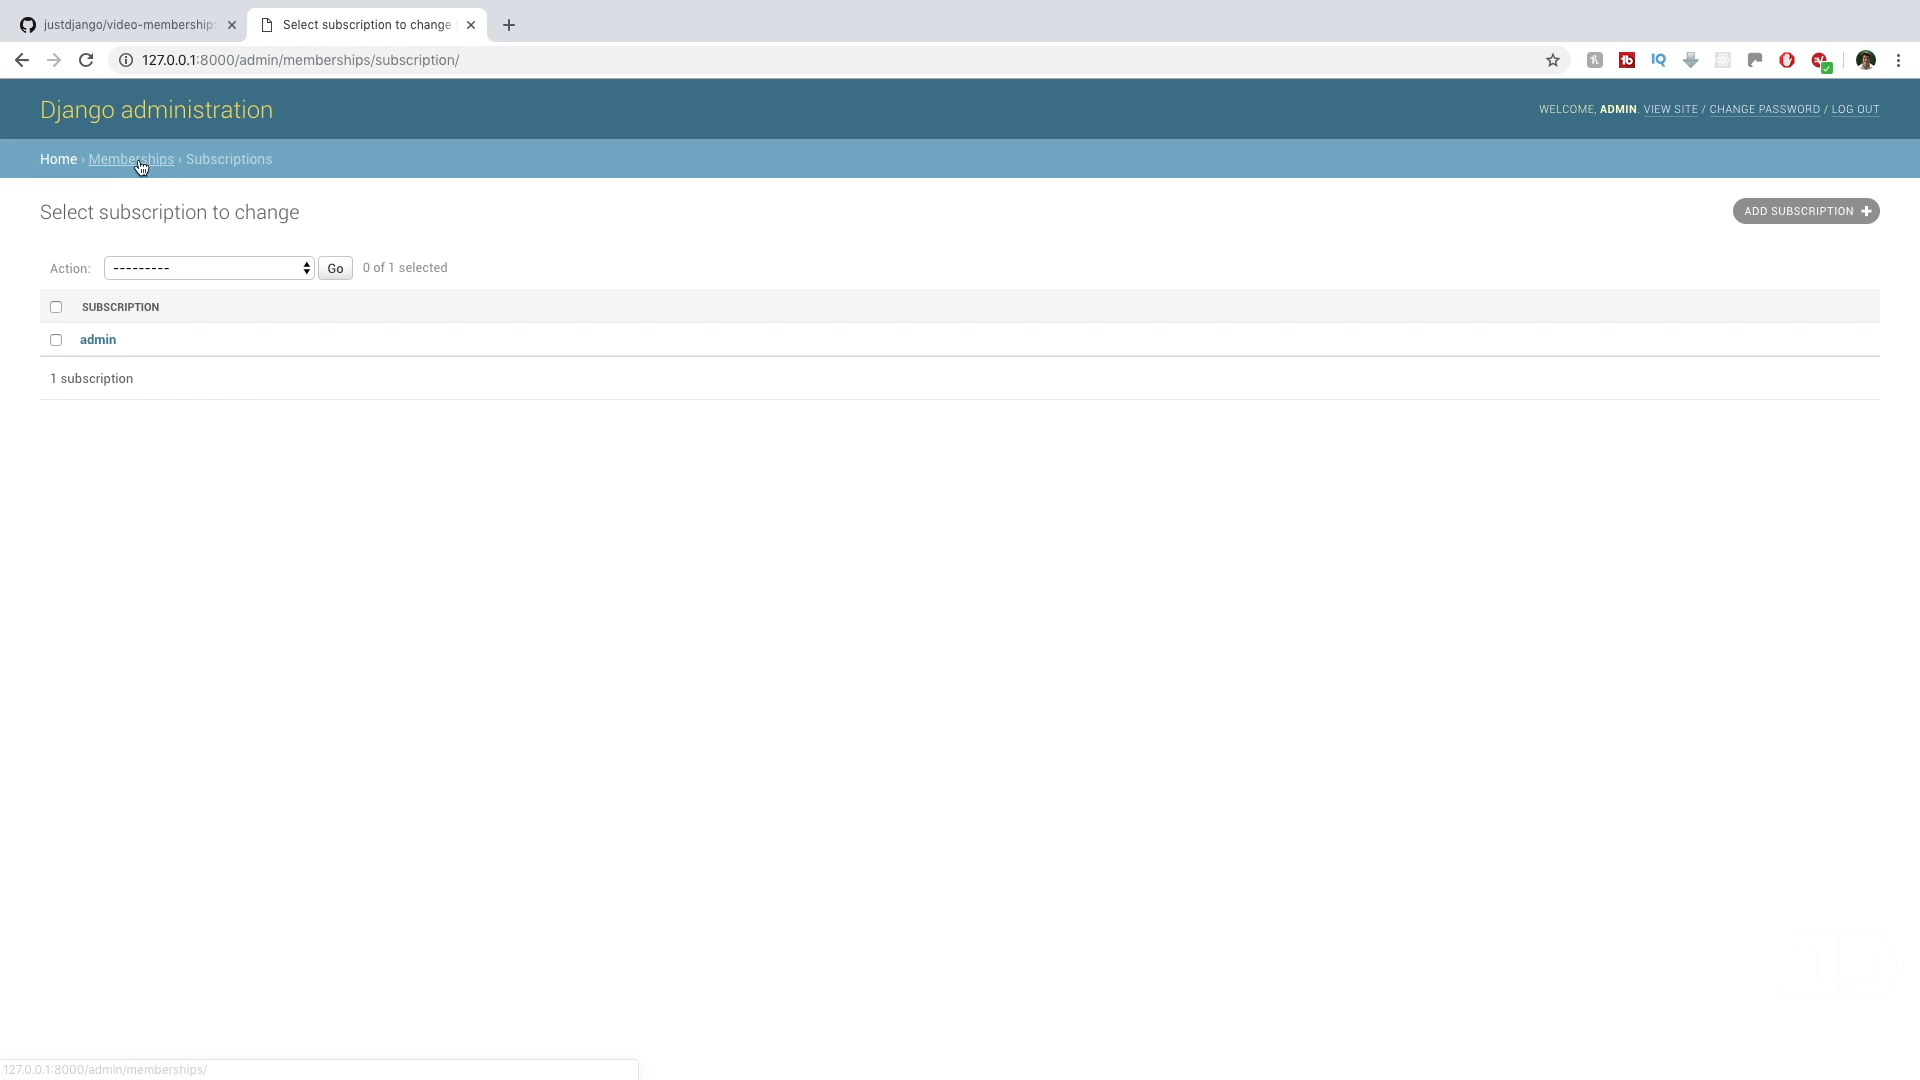 justdjango/video-membership:
Select subscription to change
127.0.0.1:8000/admin/memberships/subscription/
Django administration
WELCOME, ADMIN. VIEW SITE / CHANGE PASSWORD / LOG OUT
Home › Memberships › Subscriptions
Select subscription to change
ADD SUBSCRIPTION
Action: --------- Go 0 of 1 selected
SUBSCRIPTION
admin
1 subscription
127.0.0.1:8000/admin/memberships/
tb
IQ